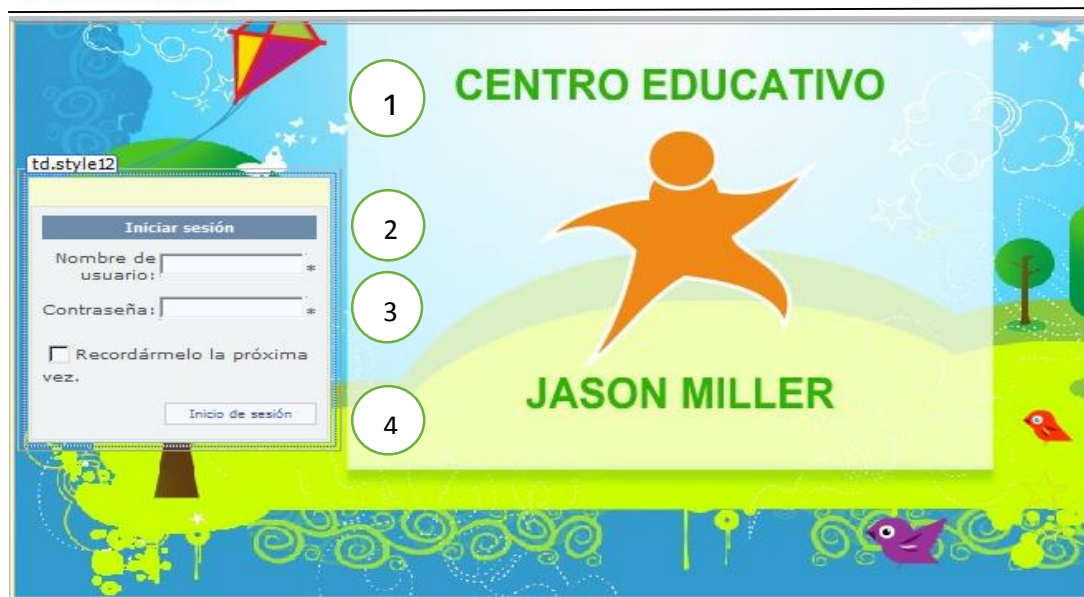 1
CENTRO EDUCATIVO
td.style12
Iniciar sesión
2
Nombre de
usuario:
*
3
Contraseña:
*
Recordármelo la próxima
vez.
JASON MILLER
Inicio de sesión
4